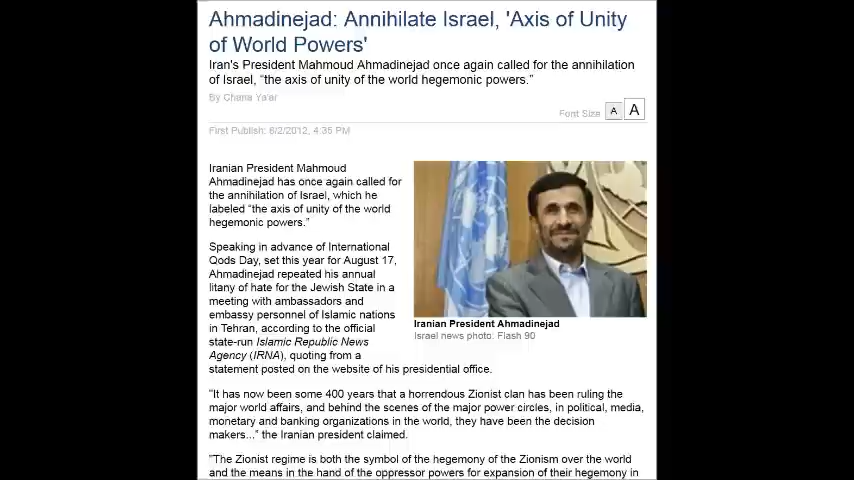 Ahmadinejad: Annihilate Israel, 'Axis of Unity
of World Powers'
Iran's President Mahmoud Ahmadinejad once again called for the annihilation
of Israel, “the axis of unity of the world hegemonic powers.”
By Chana Ya'ar
Font Size A A
First Publish: 8/2/2012, 4:35 PM
Iranian President Mahmoud
Ahmadinejad has once again called for
the annihilation of Israel, which he
labeled “the axis of unity of the world
hegemonic powers.”
Speaking in advance of International
Qods Day, set this year for August 17,
Ahmadinejad repeated his annual
litany of hate for the Jewish State in a
meeting with ambassadors and
embassy personnel of Islamic nations
in Tehran, according to the official
state-run Islamic Republic News
Agency (IRNA), quoting from a
statement posted on the website of his presidential office.
Iranian President Ahmadinejad
Israel news photo: Flash 90
“It has now been some 400 years that a horrendous Zionist clan has been ruling the
major world affairs, and behind the scenes of the major power circles, in political, media,
monetary and banking organizations in the world, they have been the decision
makers...” the Iranian president claimed.
"The Zionist regime is both the symbol of the hegemony of the Zionism over the world
and the means in the hand of the oppressor powers for expansion of their hegemony in